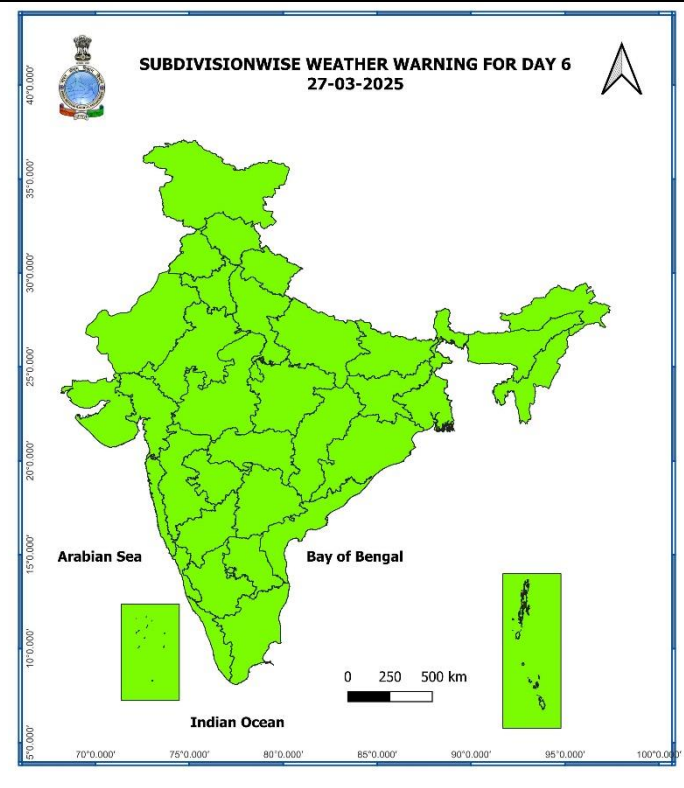 SUBDIVISIONWISE WEATHER WARNING FOR DAY 6
27-03-2025
40°0.000'
35°0.000'
30°0.000'
25°0.000'
20°0.000'
15°0.000'
10°0.000'
5°0.000'
Arabian Sea
Bay of Bengal
0 250 500 km
Indian Ocean
70°0.000' 75°0.000' 80°0.000' 85°0.000' 90°0.000' 95°0.000' 100°0.000'